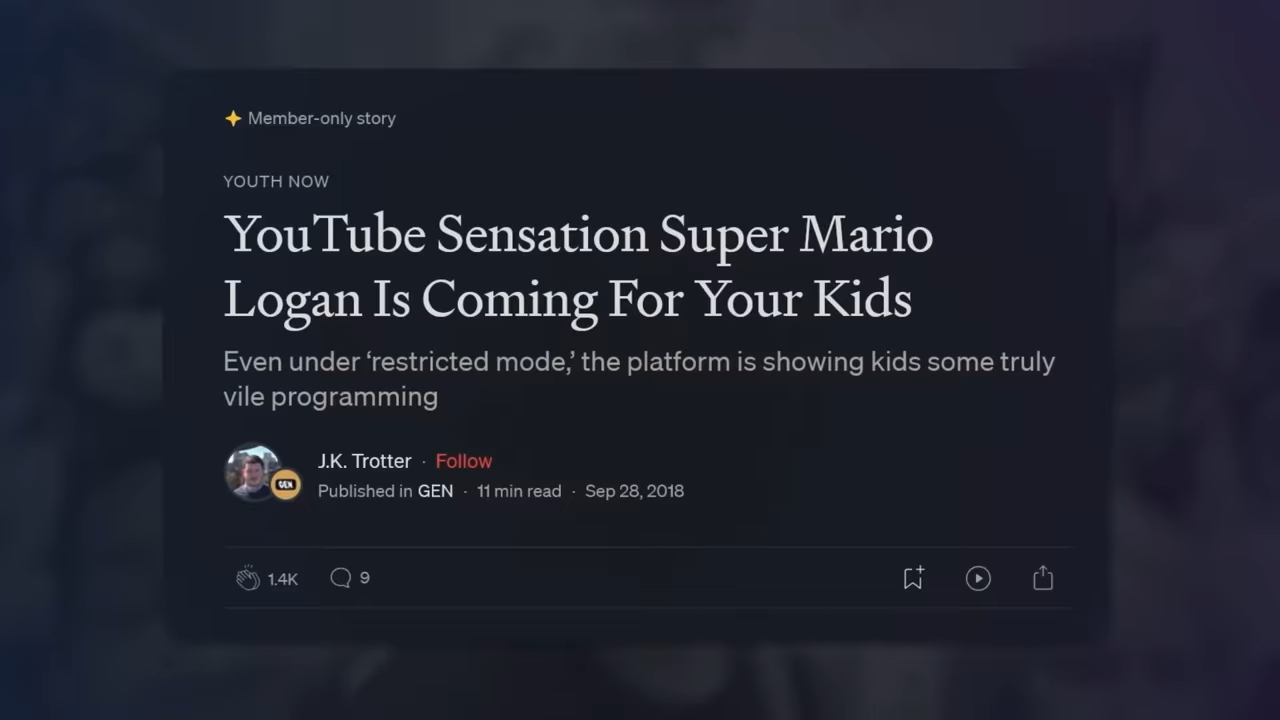 Member-only story
YOUTH NOW
YouTube Sensation Super Mario
Logan Is Coming For Your Kids
Even under ‘restricted mode,’ the platform is showing kids some truly
vile programming
GEN
J.K. Trotter · Follow
Published in GEN · 11 min read · Sep 28, 2018
1.4K 9